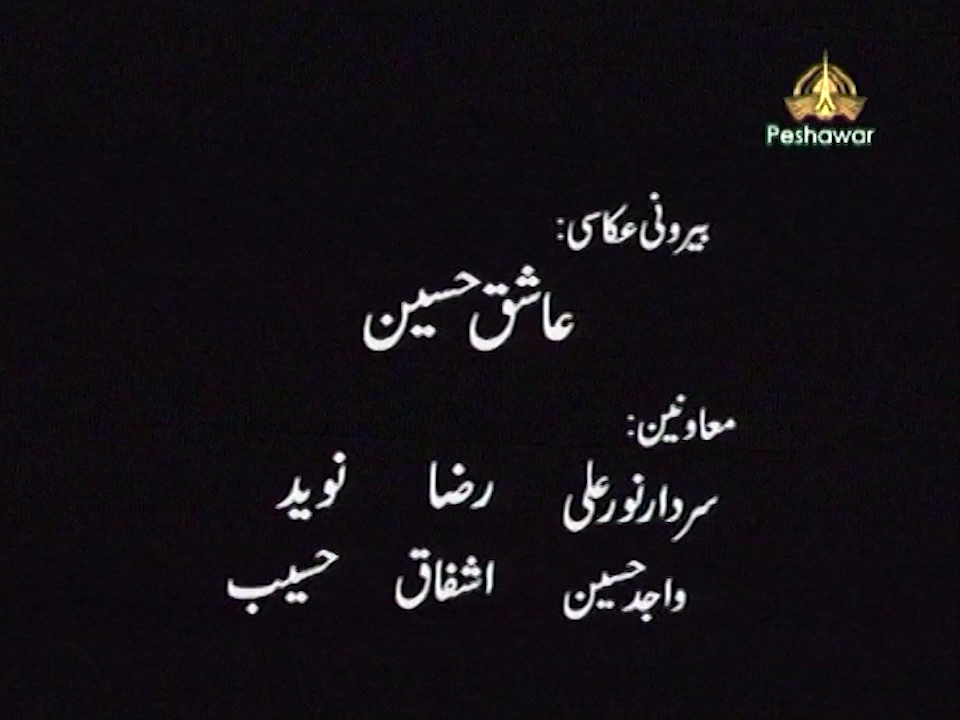 Peshawar
بیرونی عکاسی:
عاشق حسین
معاونین:
سردار نور علی رضا نوید
واجد حسین اشفاق حسیب